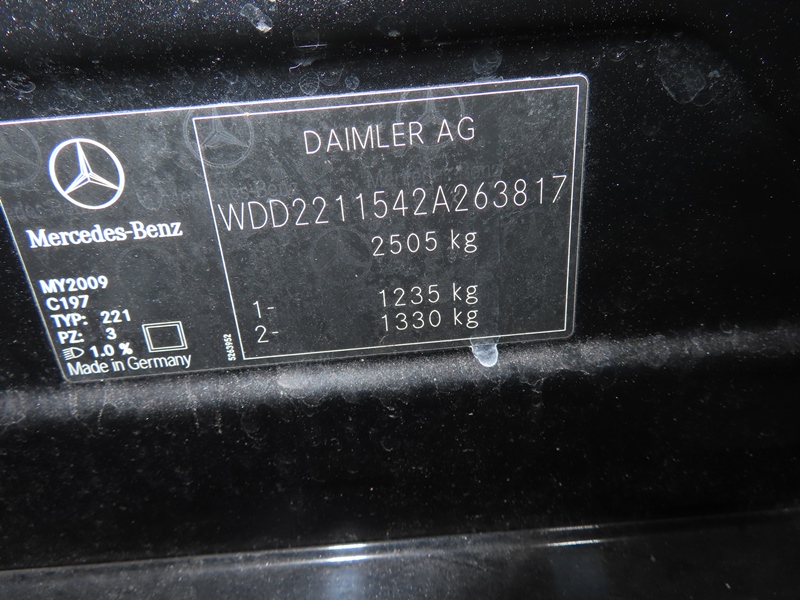 Mercedes-Benz
MY2009
C197
TYP: 221
PZ: 3
1.0 %
Made in Germany
5263952
DAIMLER AG
WDD2211542A263817
2505 kg
1- 1235 kg
2- 1330 kg